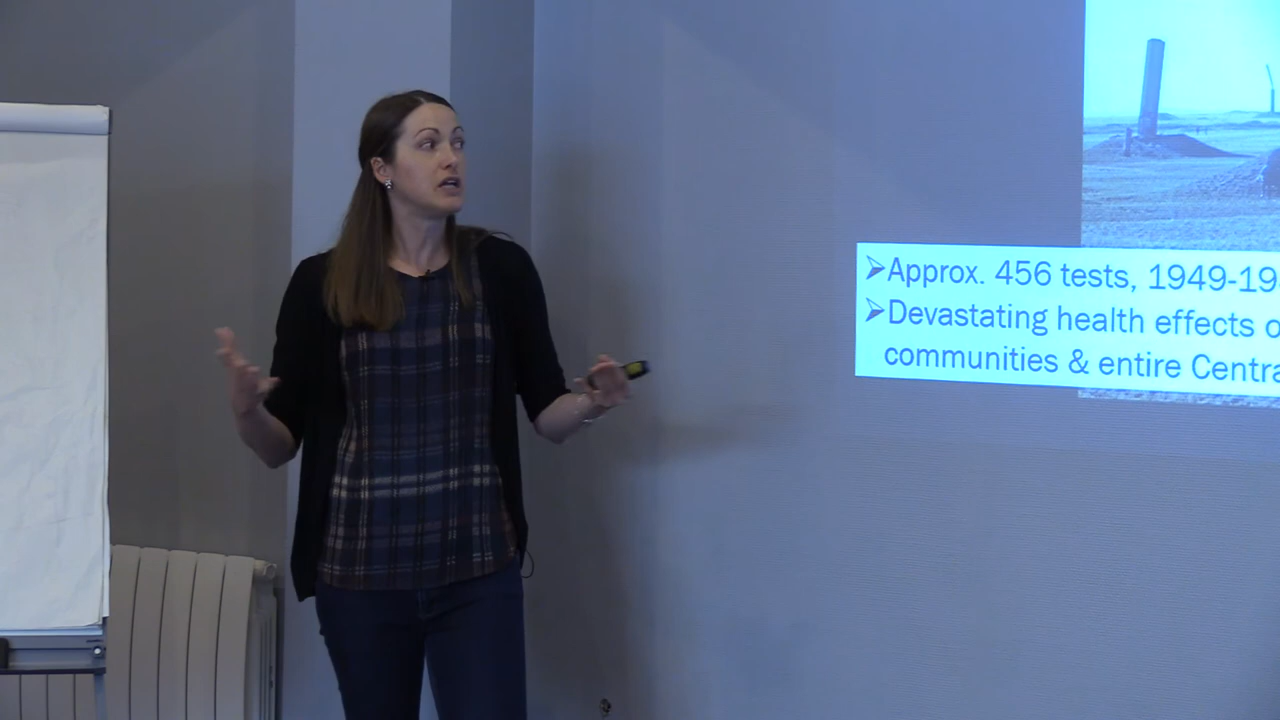 ➢Approx. 456 tests, 1949-19
➢Devastating health effects
communities & entire Centra